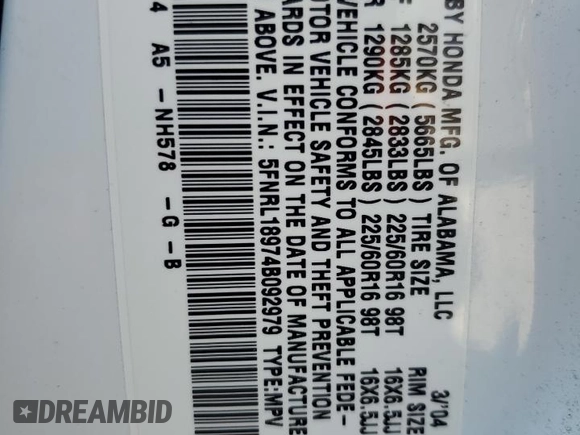 BY HONDA MFG. OF ALABAMA, LLC 3/04
2570KG ( 5665LBS ) TIRE SIZE RIM SIZE
F 1285KG ( 2833LBS ) 225/60R16 98T 16X6.5JJ
R 1290KG ( 2845LBS ) 225/60R16 98T 16X6.5JJ
VEHICLE CONFORMS TO ALL APPLICABLE FEDE-
OTOR VEHICLE SAFETY AND THEFT PREVENTION
ARDS IN EFFECT ON THE DATE OF MANUFACTURE
ABOVE. V.I.N.: 5FNRL18974B092979 TYPE:MPV
4 A5 - NH578 - G - B
DREAMBID